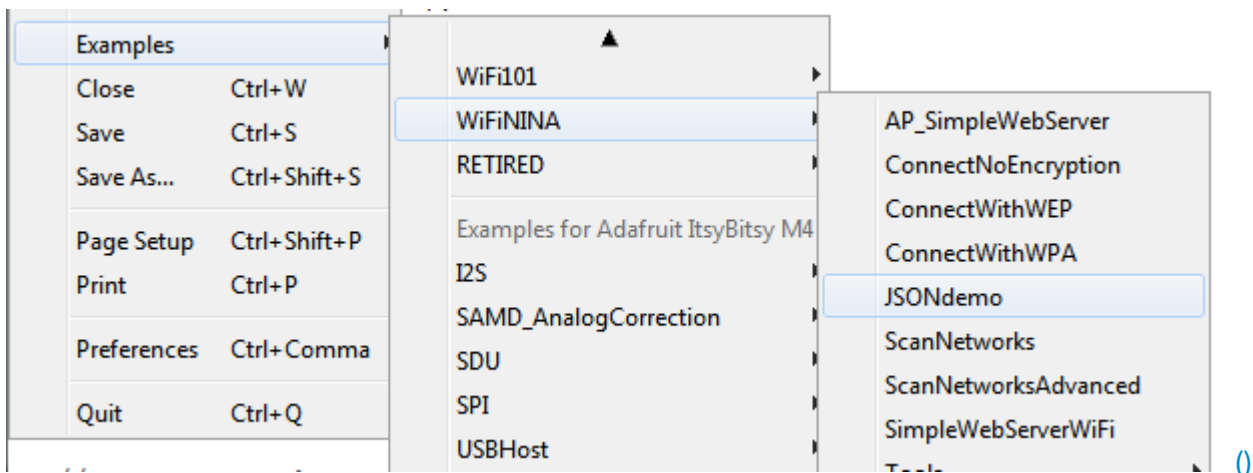 Examples
Close Ctrl+W
Save Ctrl+S
Save As... Ctrl+Shift+S
Page Setup Ctrl+Shift+P
Print Ctrl+P
Preferences Ctrl+Comma
Quit Ctrl+Q
WiFi101
WiFiNINA
RETIRED
Examples for Adafruit ItsyBitsy M4
I2S
SAMD_AnalogCorrection
SDU
SPI
USBHost
AP_SimpleWebServer
ConnectNoEncryption
ConnectWithWEP
ConnectWithWPA
JSONdemo
ScanNetworks
ScanNetworksAdvanced
SimpleWebServerWiFi
Tools
()